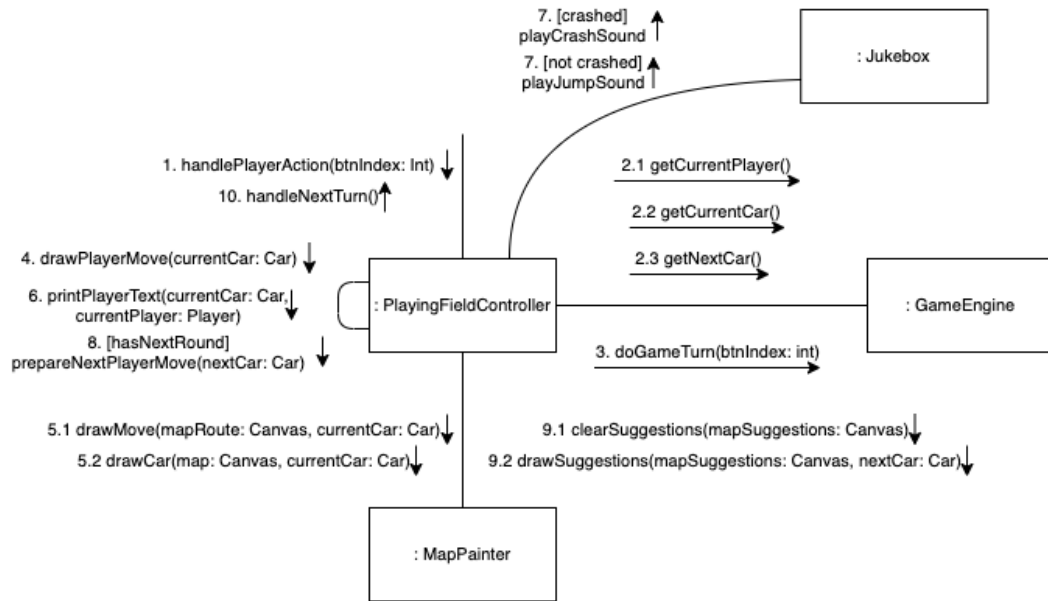 7. [crashed]
playCrashSound
7. [not crashed]
playJumpSound
: Jukebox
1. handlePlayerAction(btnIndex: Int)
10. handleNextTurn()
2.1 getCurrentPlayer()
2.2 getCurrentCar()
2.3 getNextCar()
4. drawPlayerMove(currentCar: Car)
6. printPlayerText(currentCar: Car,
currentPlayer: Player)
8. [hasNextRound]
prepareNextPlayerMove(nextCar: Car)
: PlayingFieldController
: GameEngine
3. doGameTurn(btnIndex: int)
5.1 drawMove(mapRoute: Canvas, currentCar: Car)
5.2 drawCar(map: Canvas, currentCar: Car)
9.1 clearSuggestions(mapSuggestions: Canvas)
9.2 drawSuggestions(mapSuggestions: Canvas, nextCar: Car)
: MapPainter